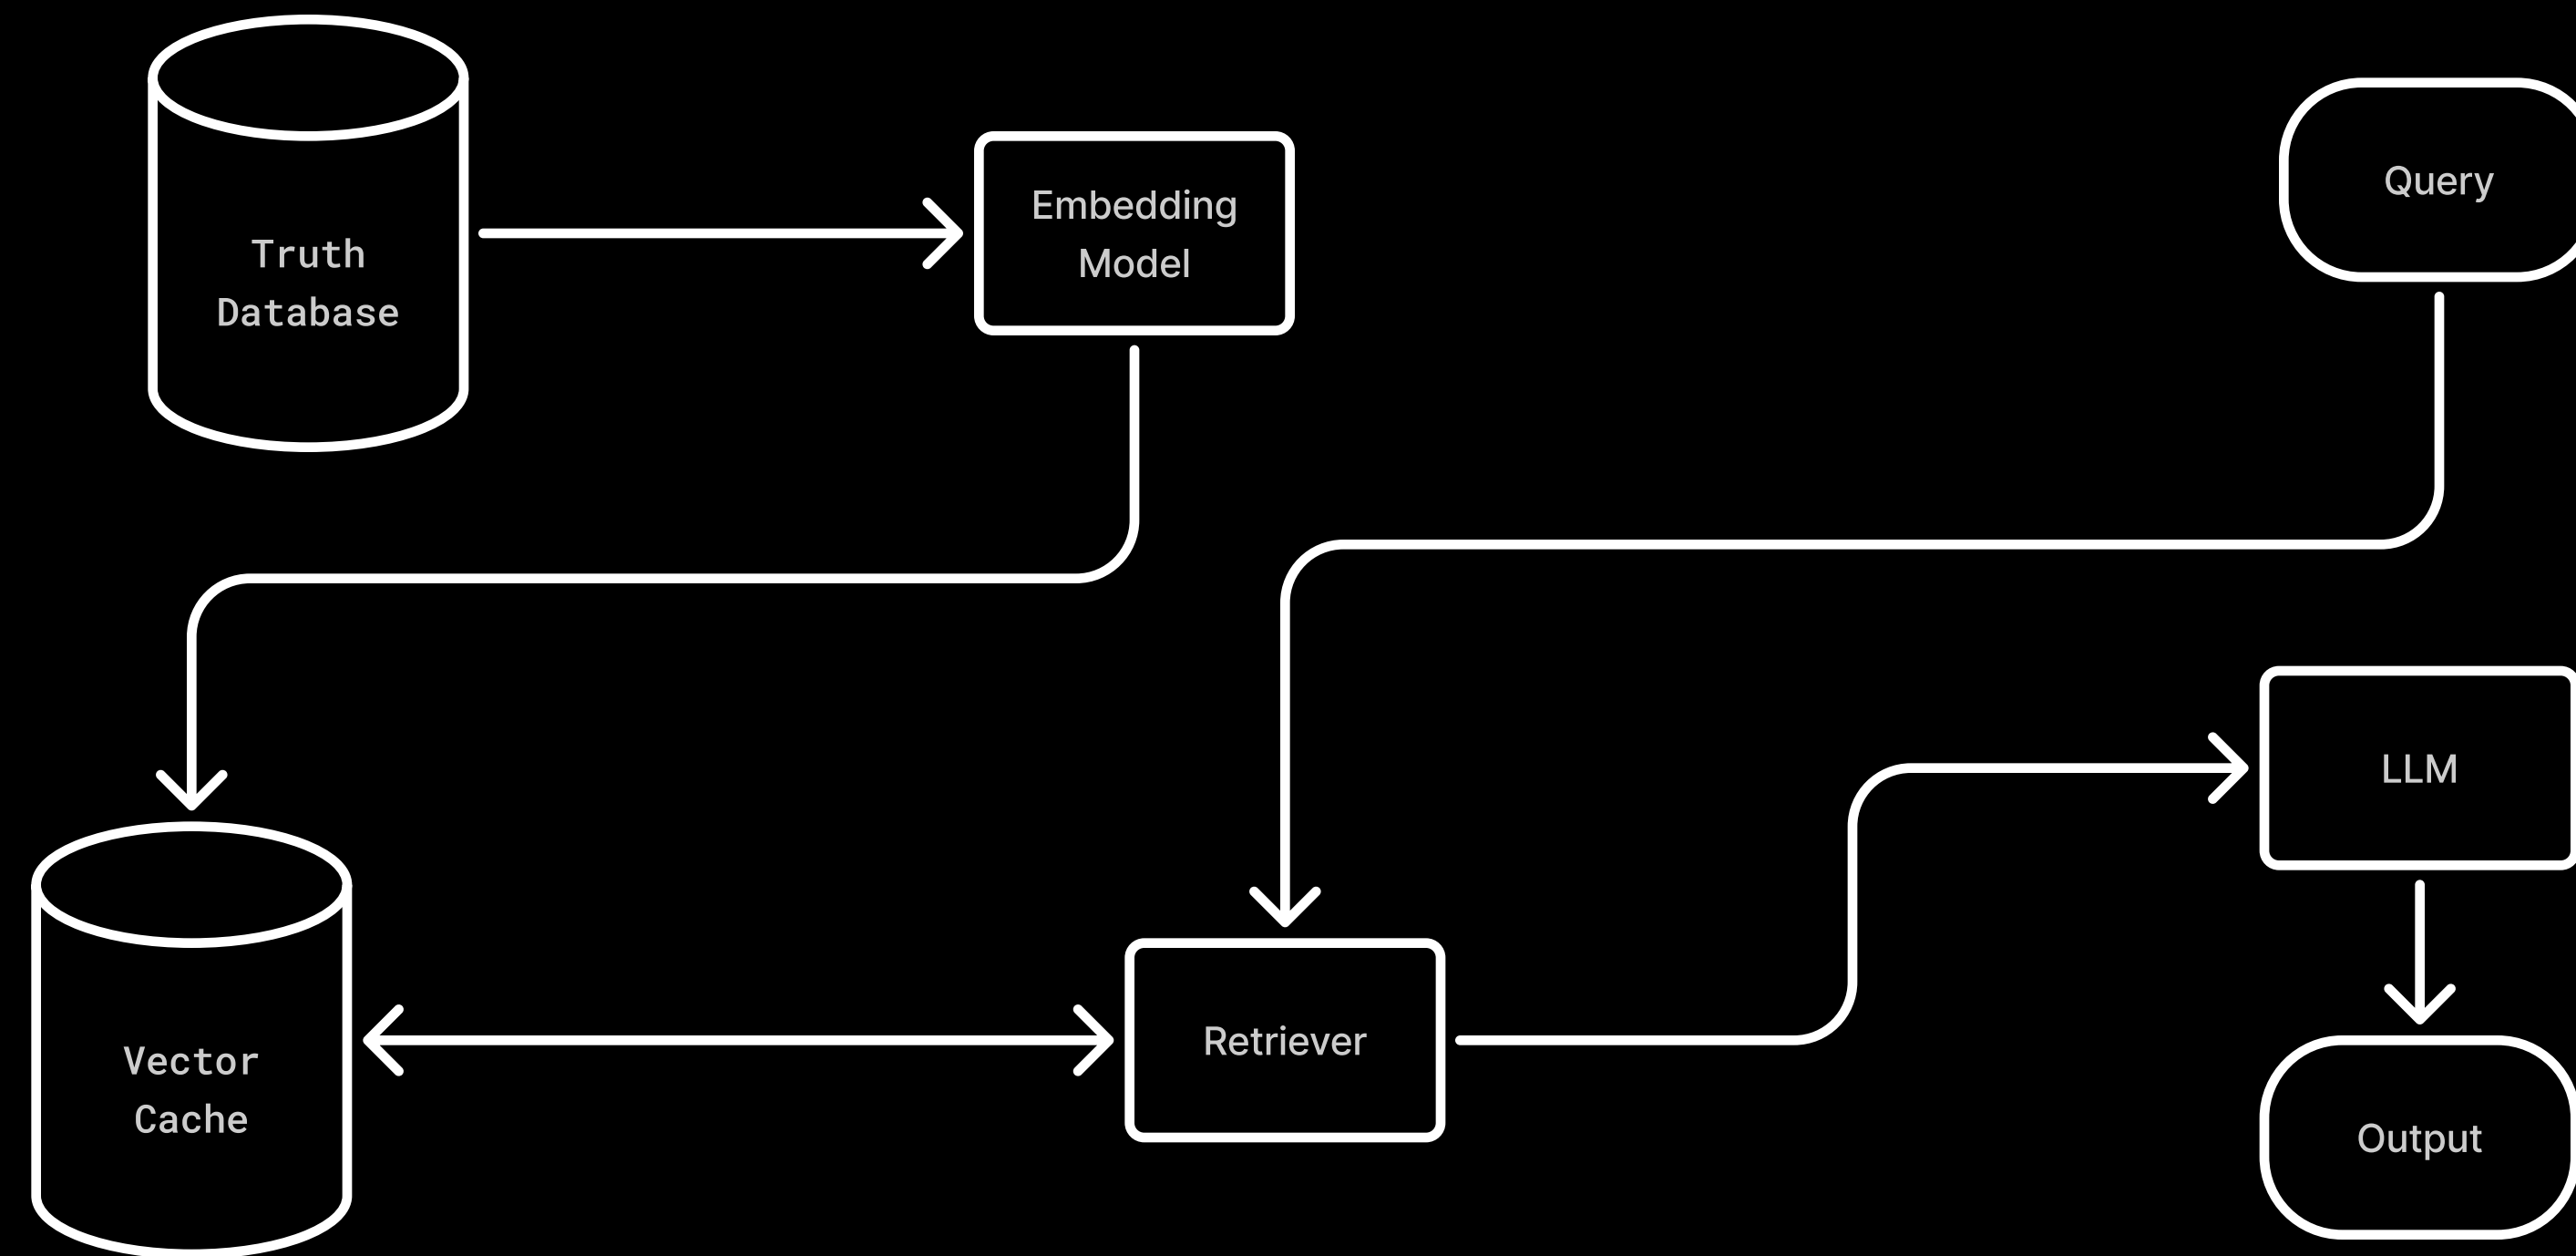 Truth
Database
Embedding
Model
Query
Vector
Cache
Retriever
LLM
Output